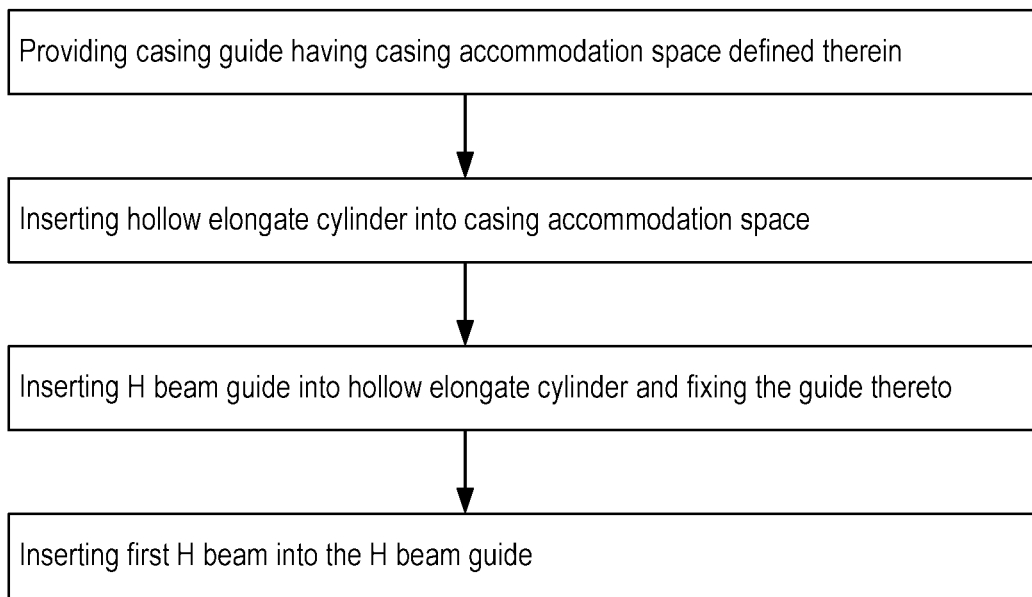 Providing casing guide having casing accommodation space defined therein
Inserting hollow elongate cylinder into casing accommodation space
Inserting H beam guide into hollow elongate cylinder and fixing the guide thereto
Inserting first H beam into the H beam guide